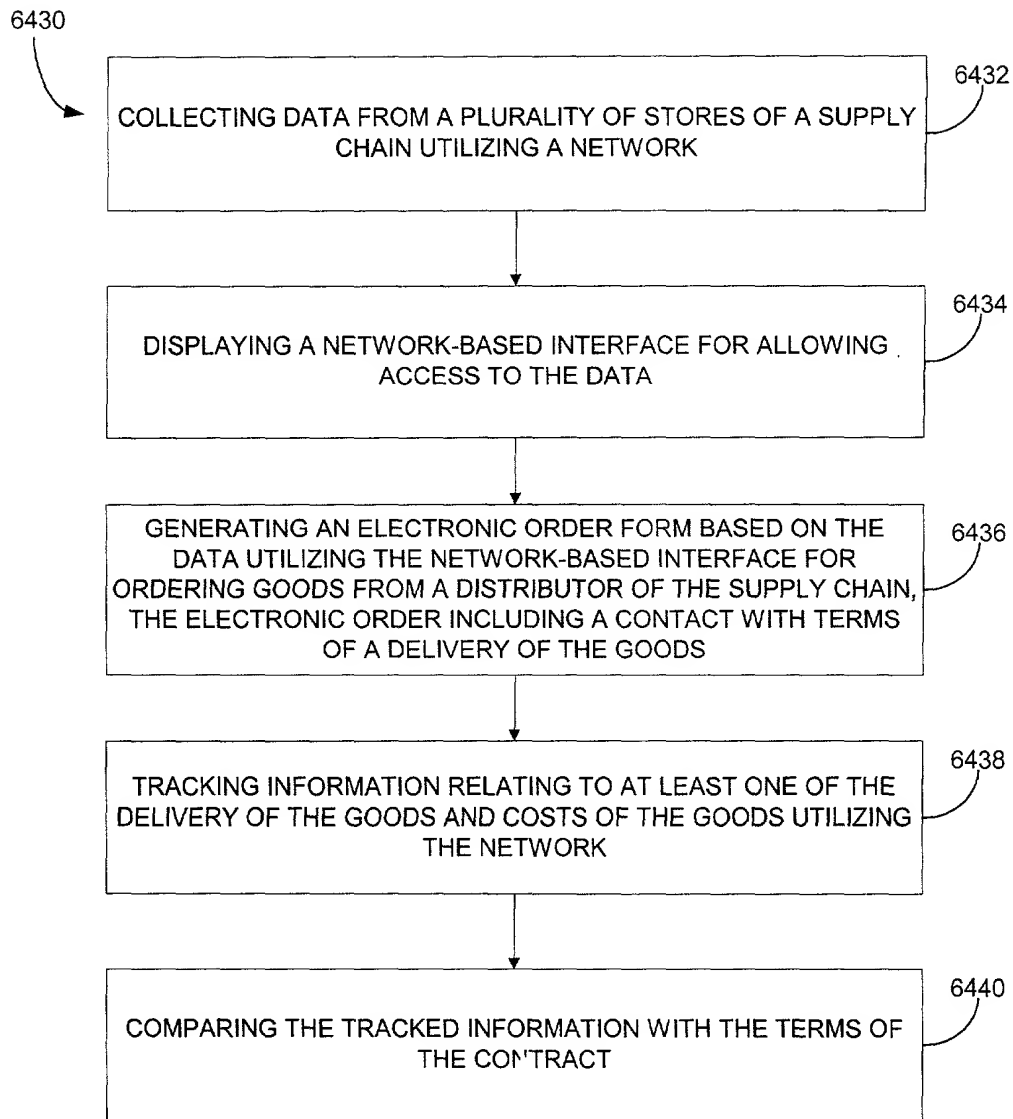 6430
6432
COLLECTING DATA FROM A PLURALITY OF STORES OF A SUPPLY
CHAIN UTILIZING A NETWORK
6434
DISPLAYING A NETWORK-BASED INTERFACE FOR ALLOWING
ACCESS TO THE DATA
6436
GENERATING AN ELECTRONIC ORDER FORM BASED ON THE
DATA UTILIZING THE NETWORK-BASED INTERFACE FOR
ORDERING GOODS FROM A DISTRIBUTOR OF THE SUPPLY CHAIN,
THE ELECTRONIC ORDER INCLUDING A CONTACT WITH TERMS
OF A DELIVERY OF THE GOODS
6438
TRACKING INFORMATION RELATING TO AT LEAST ONE OF THE
DELIVERY OF THE GOODS AND COSTS OF THE GOODS UTILIZING
THE NETWORK
6440
COMPARING THE TRACKED INFORMATION WITH THE TERMS OF
THE CONTRACT